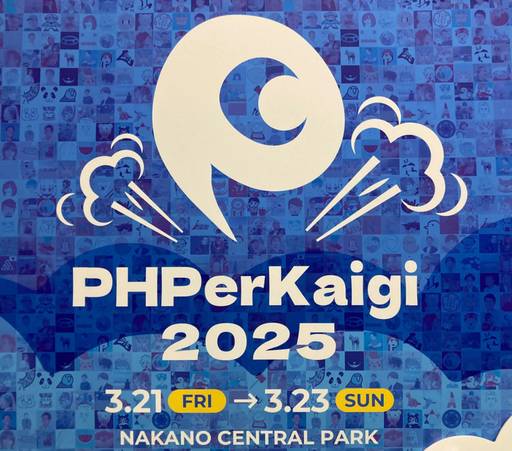 PHPerKaigi
2025
3.21 FRI → 3.23 SUN
NAKANO CENTRAL PARK